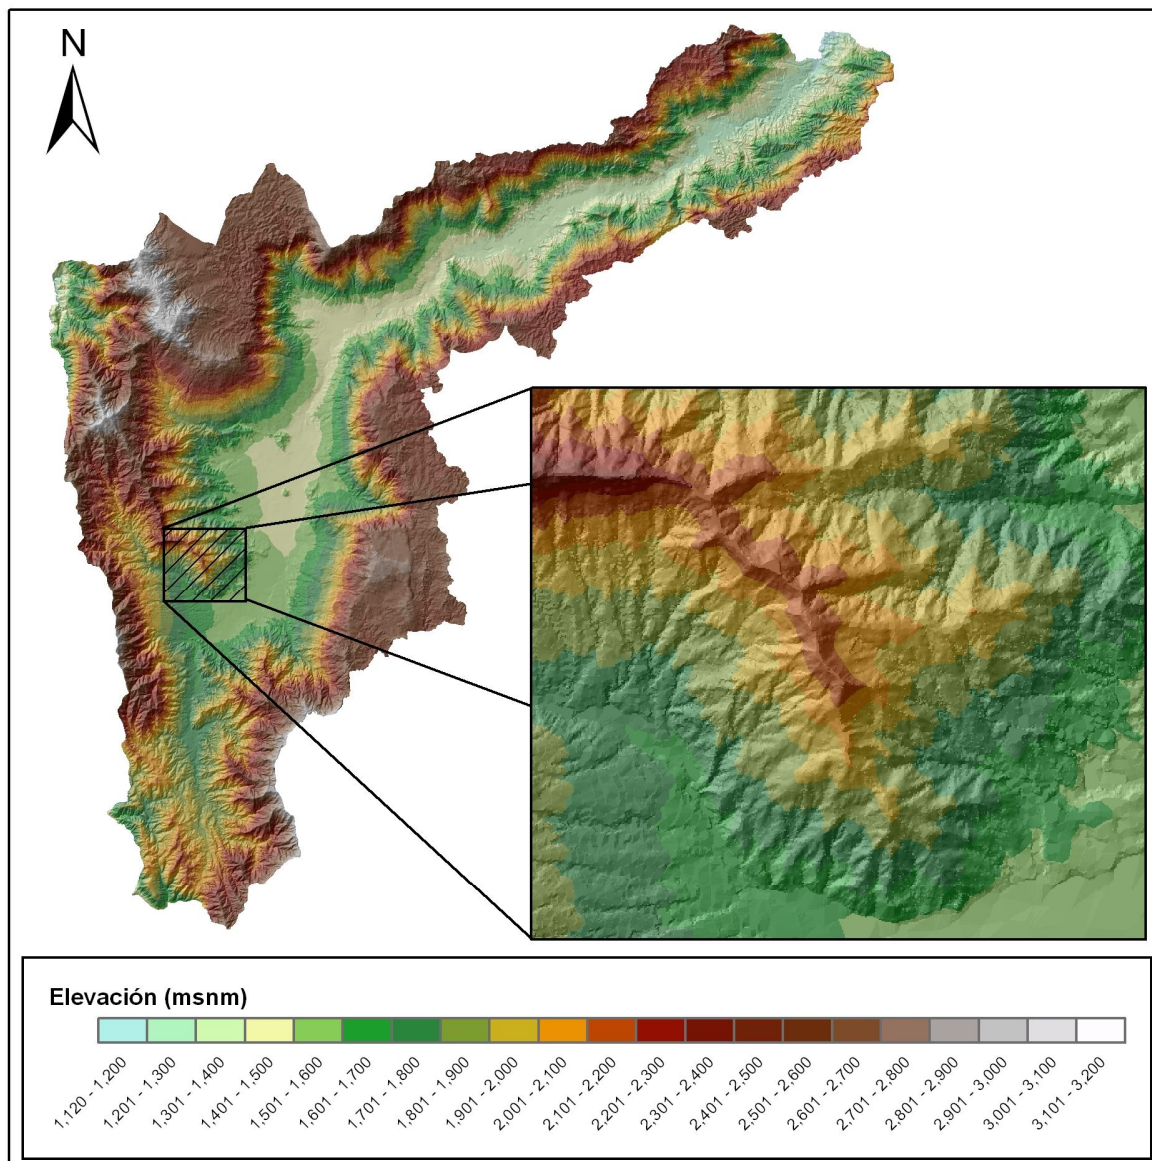 N
Elevación (msnm)
1,120 - 1,200
1,201 - 1,300
1,301 - 1,400
1,401 - 1,500
1,501 - 1,600
1,601 - 1,700
1,701 - 1,800
1,801 - 1,900
1,901 - 2,000
2,001 - 2,100
2,101 - 2,200
2,201 - 2,300
2,301 - 2,400
2,401 - 2,500
2,501 - 2,600
2,601 - 2,700
2,701 - 2,800
2,801 - 2,900
2,901 - 3,000
3,001 - 3,100
3,101 - 3,200